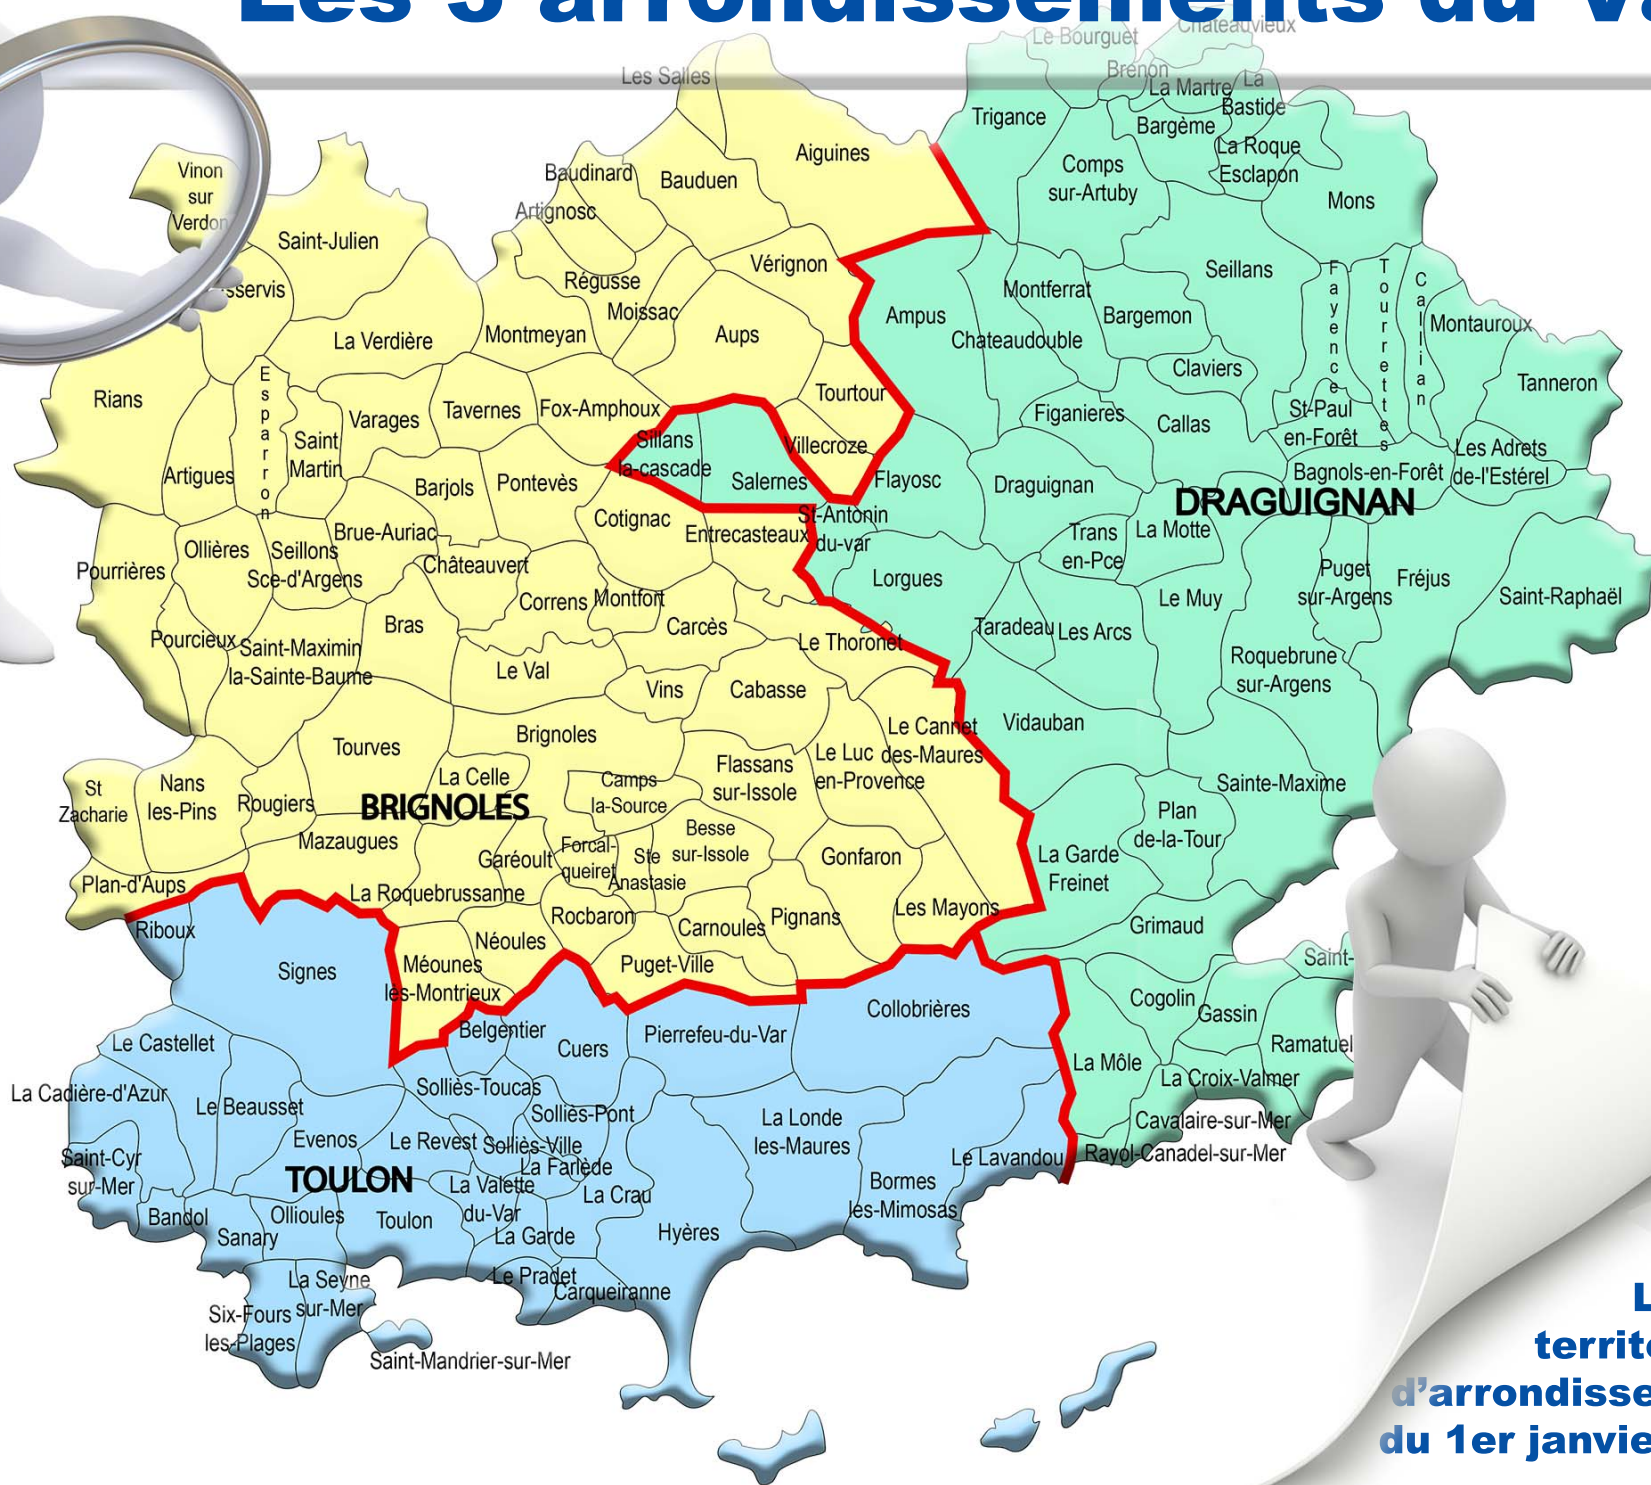 Les 3 arrondissements du
Le Bourguet
Chateauvieux
Les Salles
Brenon
La Martre
La
Bastide
Trigance
Bargème
Aiguines
Vinon
sur
Verdon
Baudinard
Bauduen
Comps
sur-Artuby
La Roque
Esclapon
Mons
Artignosc
Saint-Julien
Vérignon
Seillans
Régusse
Montferrat
Moissac
Ampus
Bargemon
Fayence
Tourrettes
Callian
Montauroux
La Verdière
Montmeyan
Aups
Chateaudouble
Claviers
Tanneron
Rians
Esparron
Varages
Tavernes
Fox-Amphoux
Tourtour
Figanieres
Callas
St-Paul
en-Forêt
Saint
Martin
Sillans
la-cascade
Villecroze
Les Adrets
de-l'Estérel
Artigues
Barjols
Pontevès
Salernes
Flayosc
Draguignan
Bagnols-en-Forêt
DRAGUIGNAN
Cotignac
Entrecasteaux
St-Antonin
du-var
Trans
en-Pce
La Motte
Brue-Auriac
Ollières
Seillons
Sce-d'Argens
Pourrières
Châteauvert
Correns
Montfort
Lorgues
Le Muy
Puget
sur-Argens
Fréjus
Saint-Raphaël
Pourcieux
Saint-Maximin
la-Sainte-Baume
Bras
Carcès
Le Thoronet
Taradeau
Les Arcs
Roquebrune
sur-Argens
Le Val
Vins
Cabasse
Vidauban
Tourves
Brignoles
Le Cannet
des-Maures
Le Luc
en-Provence
Flassans
sur-Issole
St
Zacharie
Nans
les-Pins
Rougiers
La Celle
Camps
la-Source
Sainte-Maxime
BRIGNOLES
Plan
de-la-Tour
Mazaugues
Garéoult
Forcal-
queiret
Ste
Anastasie
Besse
sur-Issole
Gonfaron
La Garde
Freinet
Plan-d'Aups
La Roquebrussanne
Rocbaron
Carnoules
Pignans
Les Mayons
Grimaud
Riboux
Signes
Néoules
Méounes
les-Montrieux
Puget-Ville
Saint-
Collobrières
Cogolin
Gassin
Belgentier
Cuers
Pierrefeu-du-Var
Ramatuel
Le Castellet
La Môle
La Croix-Valmer
La Cadière-d'Azur
Le Beausset
Solliès-Toucas
Solliès-Pont
La Londe
les-Maures
Cavalaire-sur-Mer
Rayol-Canadel-sur-Mer
Evenos
Le Revest
Solliès-Ville
La Farlède
Le Lavandou
Saint-Cyr
sur-Mer
TOULON
La Valette
du-Var
La Crau
Bormes
les-Mimosas
Bandol
Ollioules
Toulon
Sanary
La Garde
Hyères
La Seyne
sur-Mer
Le Pradet
Carqueiranne
Six-Fours
les-Plages
Saint-Mandrier-sur-Mer
du 1er